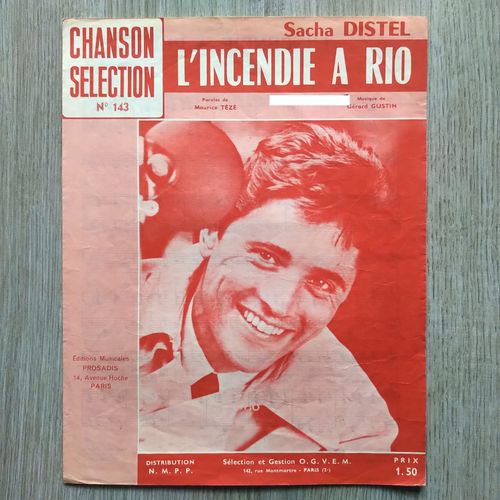 CHANSON
SELECTION
N° 143
Sacha DISTEL
L'INCENDIE A RIO
Paroles de
Maurice TÉZÉ
Musique de
Gérard GUSTIN
Éditions Musicales
PROSADIS
14, Avenue Hoche
PARIS
DISTRIBUTION
N. M. P. P.
Sélection et Gestion O. G. V. E. M.
142, rue Montmartre - PARIS (2e)
PRIX
1.50